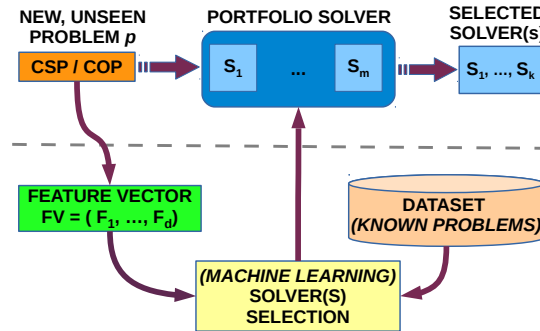 NEW, UNSEEN
PROBLEM p
PORTFOLIO SOLVER
SELECTED
SOLVER(s)
CSP / COP
S1
...
Sm
S1, ..., Sk
FEATURE VECTOR
FV = ( F1, ..., Fd)
DATASET
(KNOWN PROBLEMS)
(MACHINE LEARNING)
SOLVER(S)
SELECTION